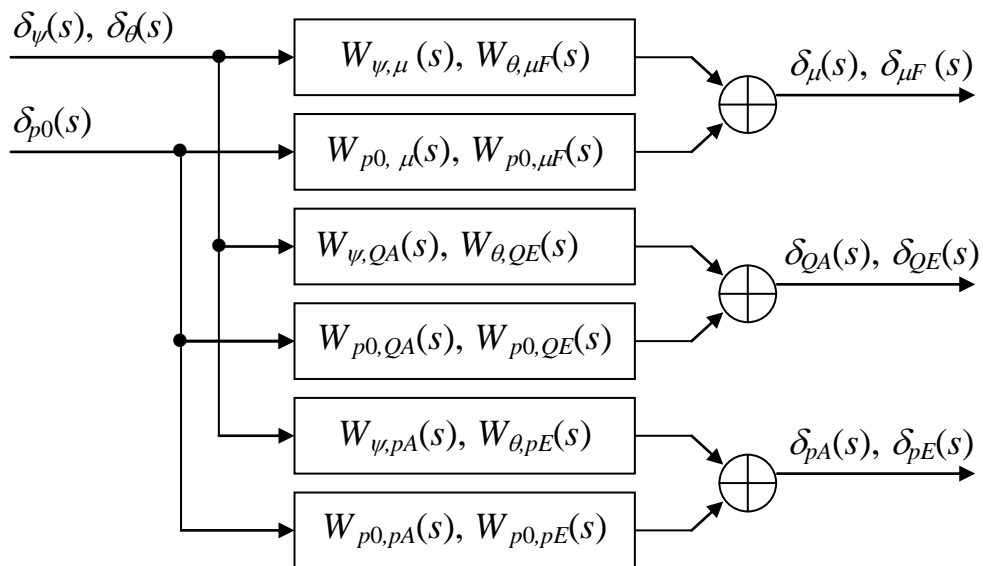 δψ(s), δθ(s)
Wψ,μ (s), Wθ,μF(s)
δμ(s), δμF (s)
δp0(s)
Wp0, μ(s), Wp0,μF(s)
Wψ,QA(s), Wθ,QE(s)
δQA(s), δQE(s)
Wp0,QA(s), Wp0,QE(s)
Wψ,pA(s), Wθ,pE(s)
δpA(s), δpE(s)
Wp0,pA(s), Wp0,pE(s)